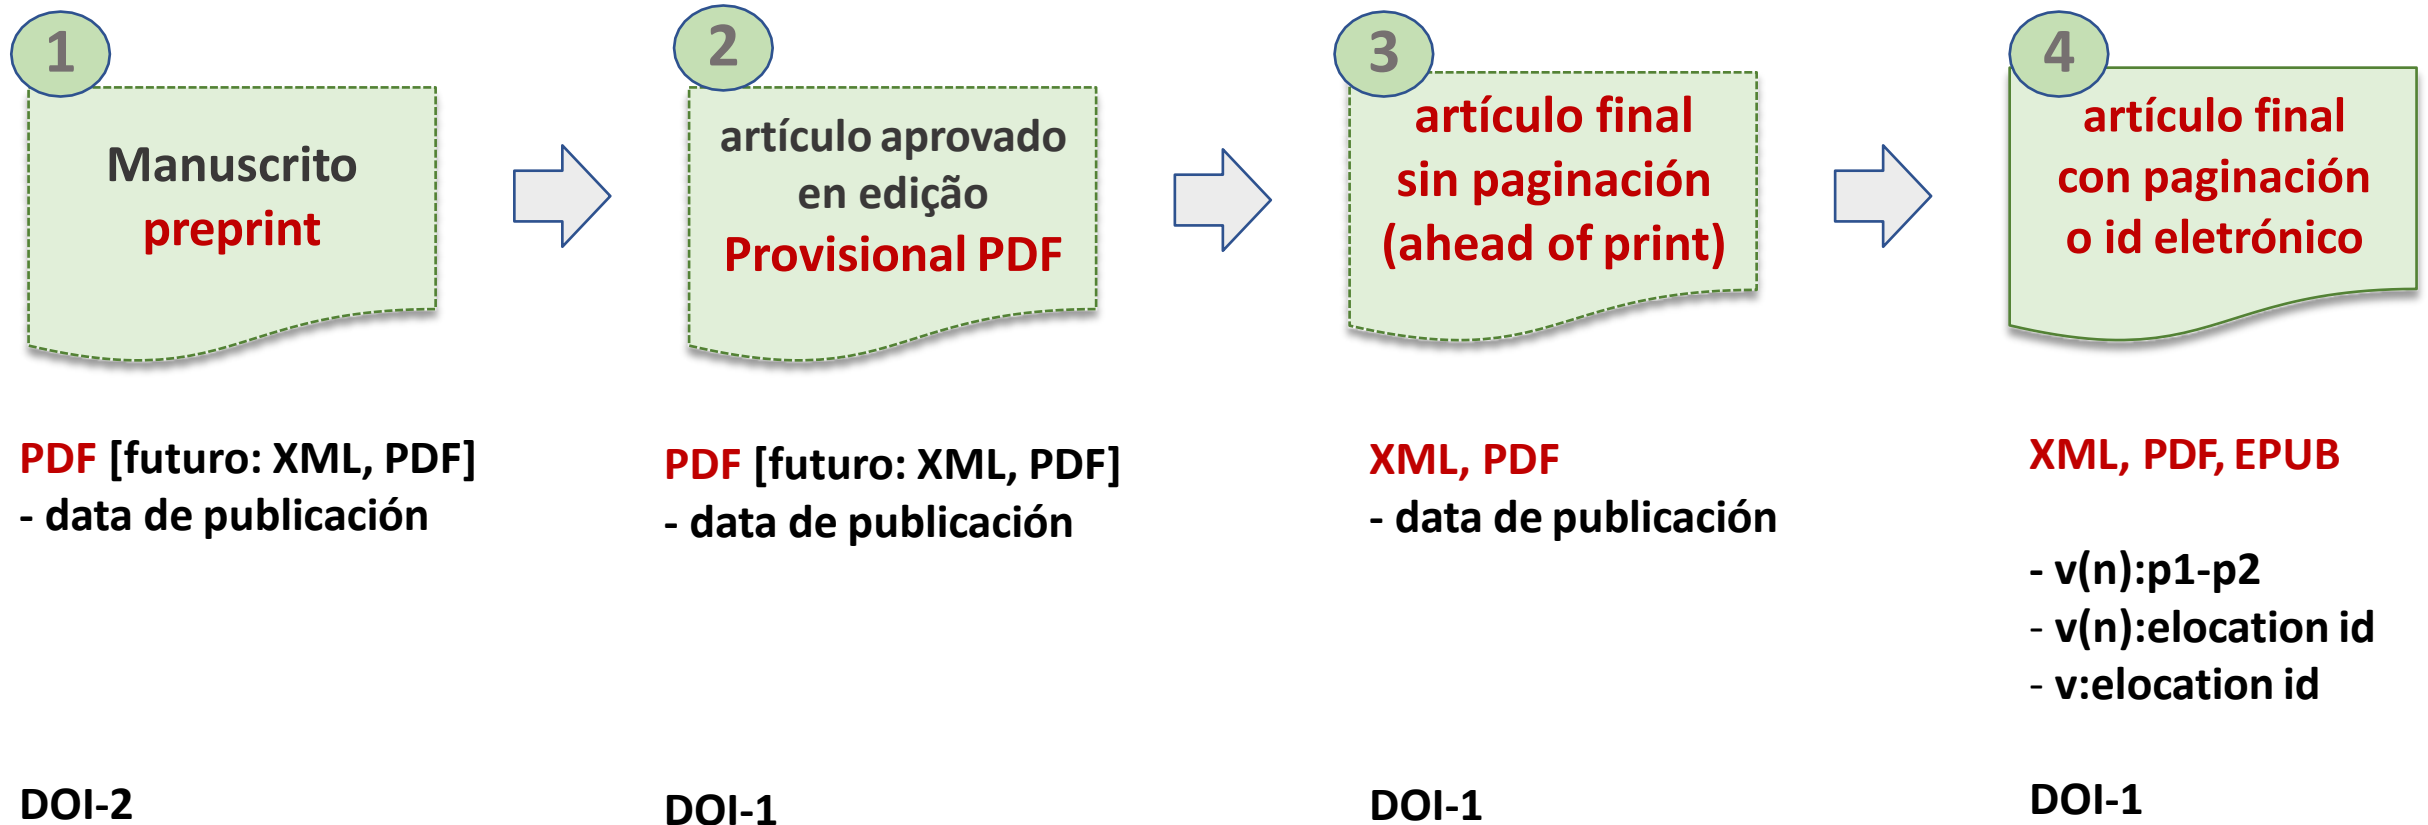 1
Manuscrito
preprint
PDF [futuro: XML, PDF]
- data de publicación
DOI-2
2
artículo aprovado
en edição
Provisional PDF
PDF [futuro: XML, PDF]
- data de publicación
DOI-1
3
artículo final
sin paginación
(ahead of print)
XML, PDF
- data de publicación
DOI-1
4
artículo final
con paginación
o id eletrónico
XML, PDF, EPUB
- v(n):p1-p2
- v(n):elocation id
- v:elocation id
DOI-1